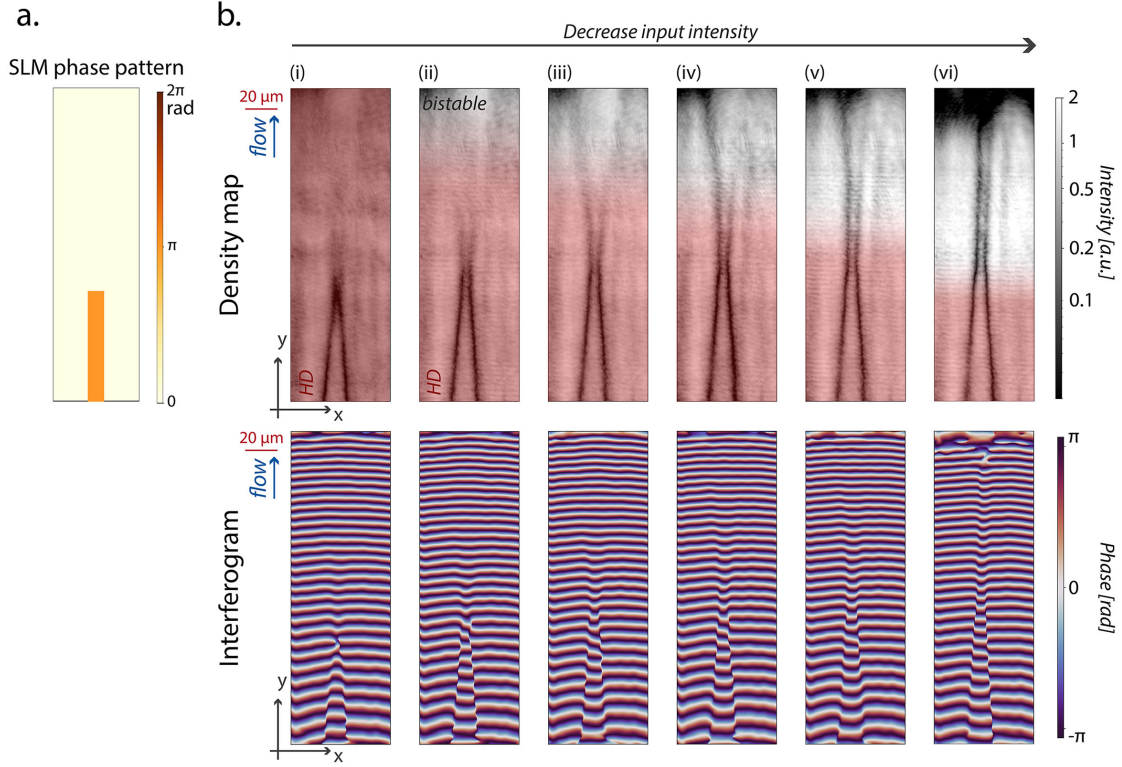 a.
SLM phase pattern
2π
rad
π
0
b.
Decrease input intensity
(i)
(ii)
(iii)
(iv)
(v)
(vi)
20 μm
flow
bistable
HD
HD
Density map
y
x
2
1
0.5
0.2
0.1
Intensity [a.u.]
20 μm
flow
Interferogram
y
x
π
0
-π
Phase [rad]